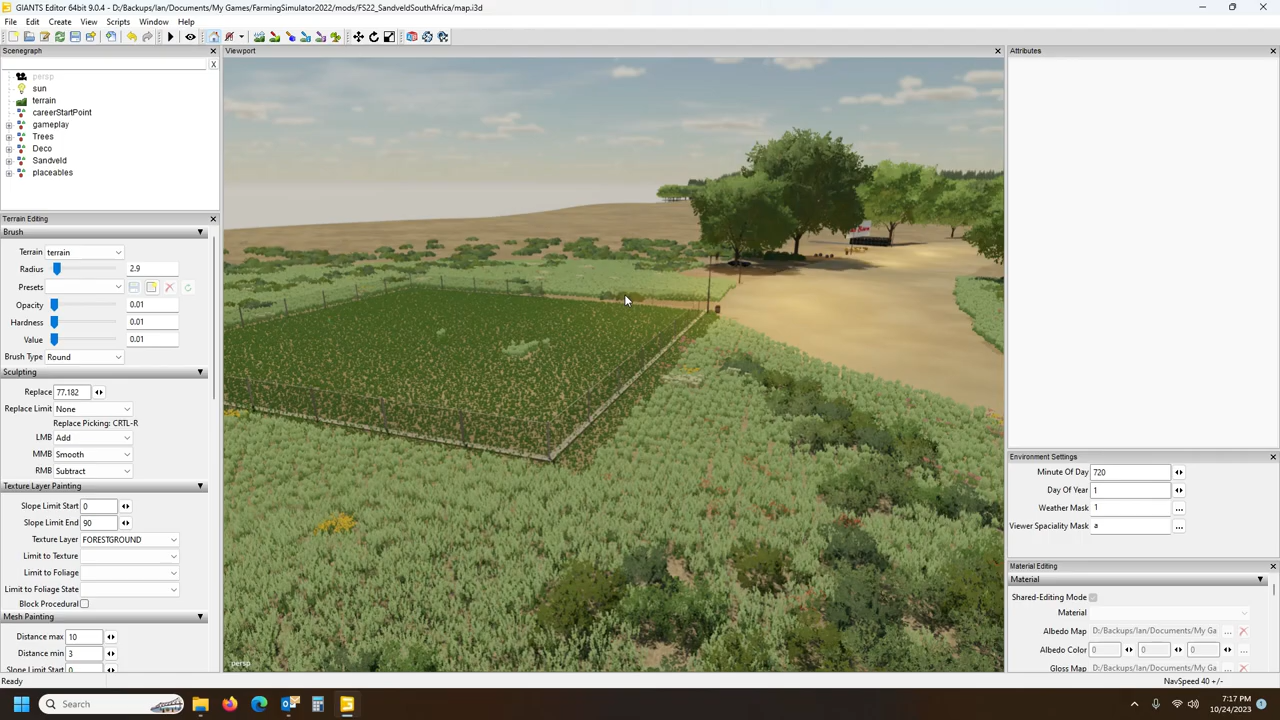 GIANTS Editor 64bit 9.0.4 - D:/Backups/Ian/Documents/My Games/FarmingSimulator2022/mods/FS22_SandveldSouthAfrica/map.i3d
File Edit Create View Scripts Window Help
Scenegraph
X
persp
sun
terrain
careerStartPoint
gameplay
Trees
Deco
Sandveld
placeables
Terrain Editing
Brush
Terrain terrain
Radius 2.9
Presets
Opacity 0.01
Hardness 0.01
Value 0.01
Brush Type Round
Sculpting
Replace 77.182
Replace Limit None
Replace Picking: CRTL-R
LMB Add
MMB Smooth
RMB Subtract
Texture Layer Painting
Slope Limit Start 0
Slope Limit End 90
Texture Layer FORESTGROUND
Limit to Texture
Limit to Foliage
Limit to Foliage State
Block Procedural
Mesh Painting
Distance max 10
Distance min 3
Slope Limit Start 0
Viewport
persp
Attributes
Environment Settings
Minute Of Day 720
Day Of Year 1
Weather Mask 1 ...
Viewer Spaciality Mask a ...
Material Editing
Material
Shared-Editing Mode
Material
Albedo Map D:/Backups/Ian/Documents/My Ga ...
Albedo Color 0 0 0 ...
Gloss Map D:/Backups/Ian/Documents/My Ga ...
Ready
NavSpeed 40 +/-
Search
7:17 PM
10/24/2023